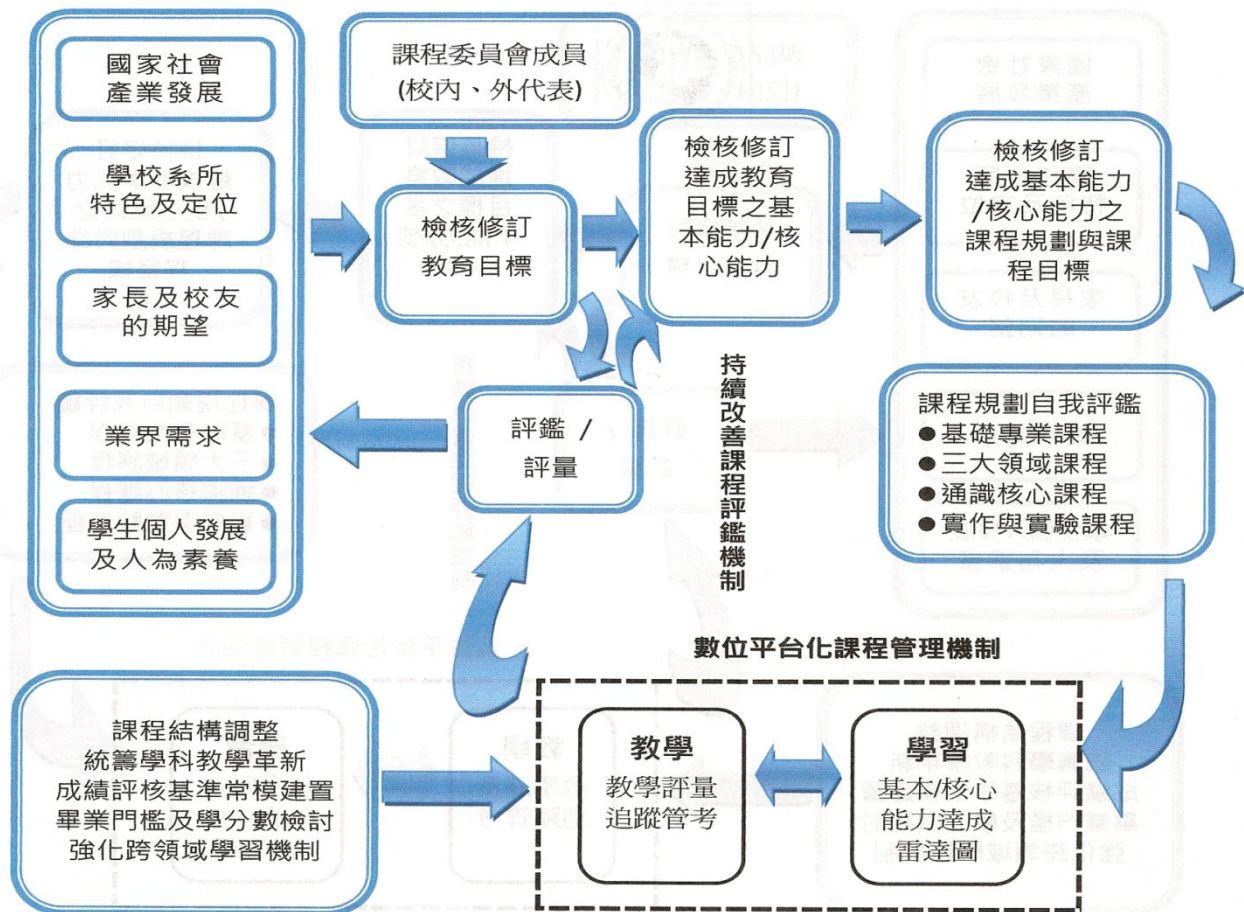 國家社會
產業發展
學校系所
特色及定位
家長及校友
的期望
業界需求
學生個人發展
及人為素養
課程委員會成員
(校內、外代表)
檢核修訂
教育目標
檢核修訂
達成教育
目標之基
本能力/核
心能力
檢核修訂
達成基本能力
/核心能力之
課程規劃與課
程目標
評鑑 /
評量
持續改善課程評鑑機制
課程規劃自我評鑑
●基礎專業課程
●三大領域課程
●通識核心課程
●實作與實驗課程
數位平台化課程管理機制
課程結構調整
統籌學科教學革新
成績評核基準常模建置
畢業門檻及學分數檢討
強化跨領域學習機制
教學
教學評量
追蹤管考
學習
基本/核心
能力達成
雷達圖